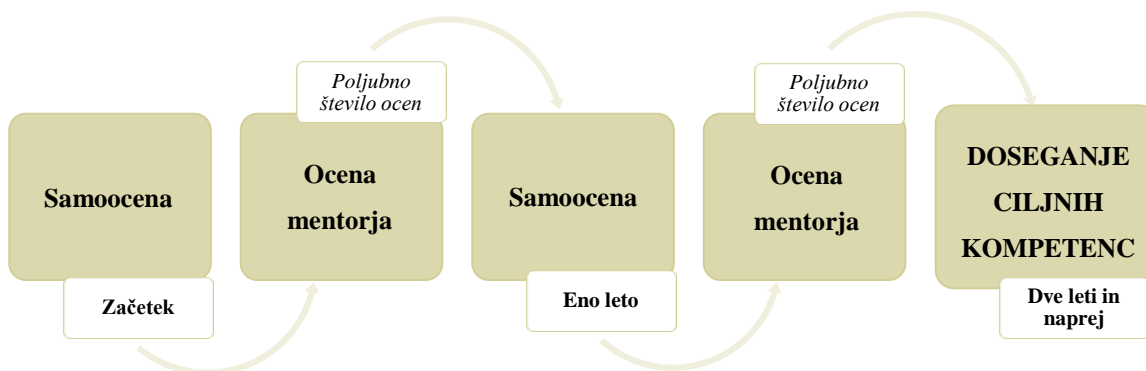 Samoocena
Začetek
Poljubno
število ocen
Ocena
mentorja
Samoocena
Eno leto
Poljubno
število ocen
Ocena
mentorja
DOSEGANJE
CILJNIH
KOMPETENC
Dve leti in
naprej